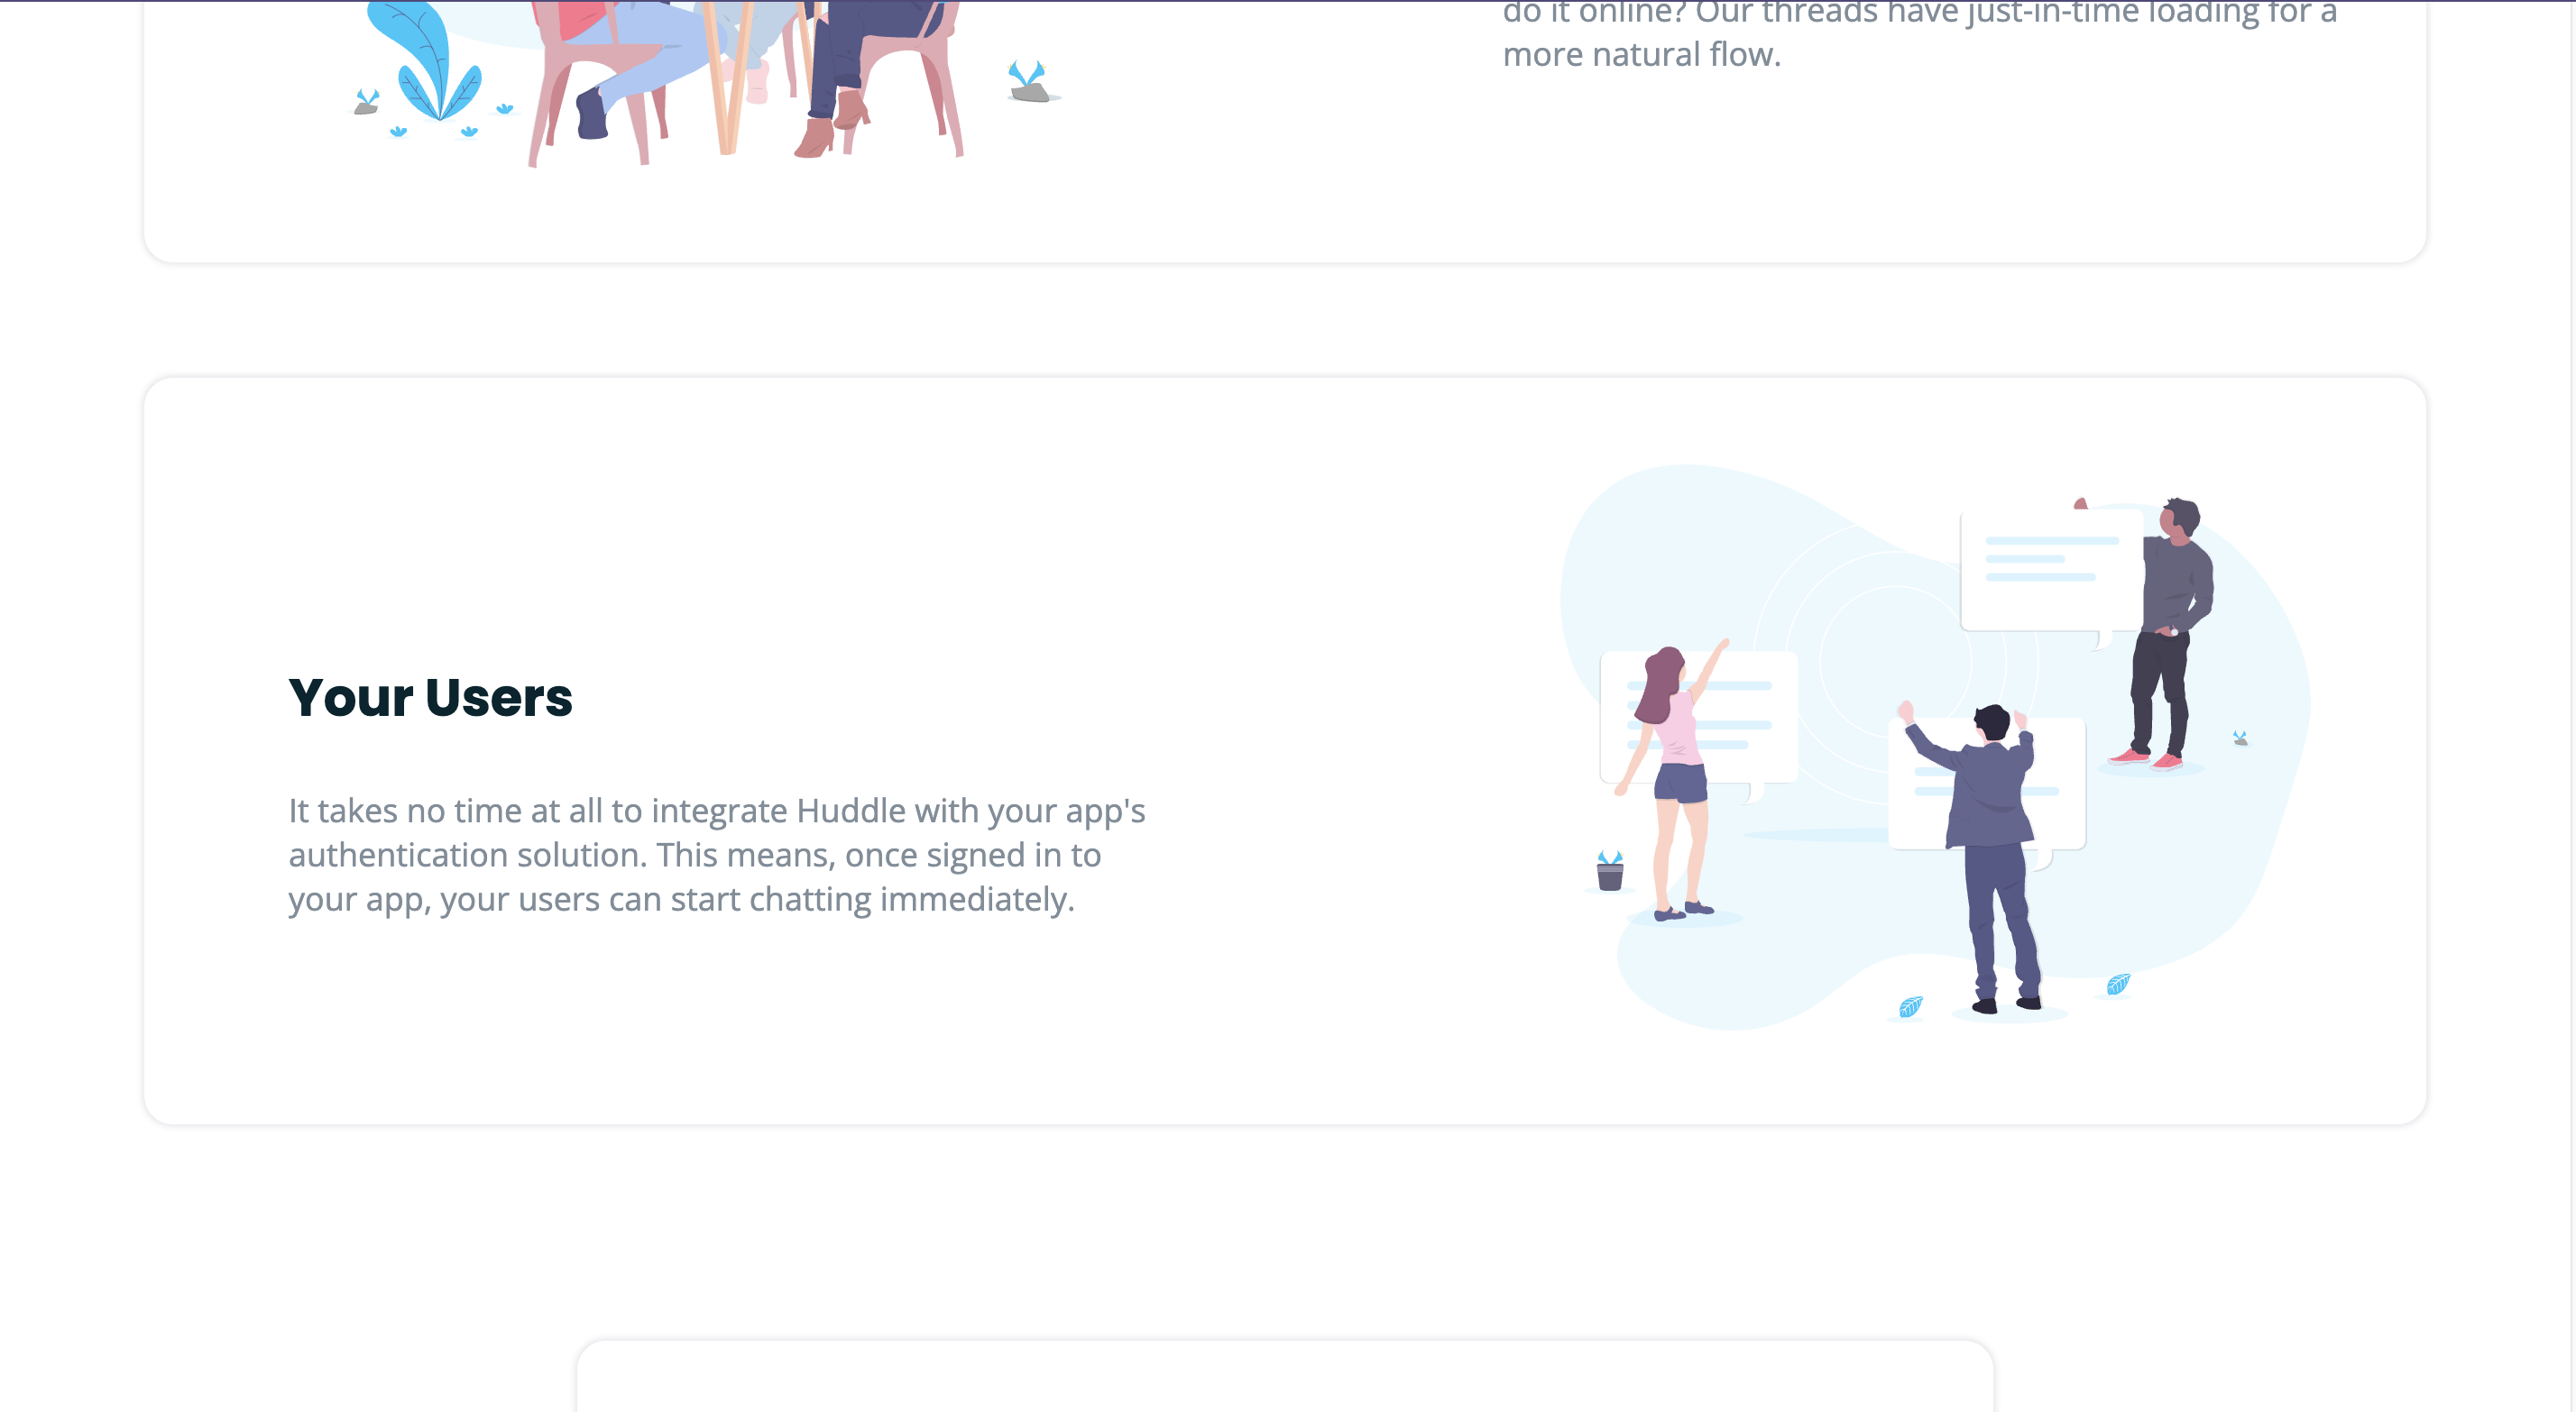 do it online? Our threads have just-in-time loading for a
more natural flow.
Your Users
It takes no time at all to integrate Huddle with your app's
authentication solution. This means, once signed in to
your app, your users can start chatting immediately.